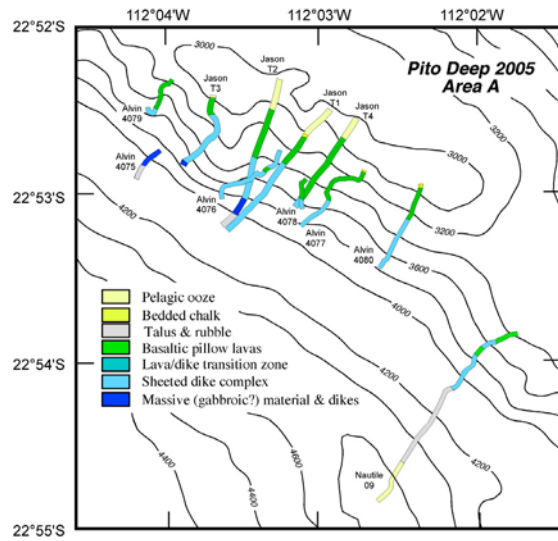 112°04'W
112°03'W
112°02'W
22°52'S
22°53'S
22°54'S
22°55'S
Pito Deep 2005
Area A
3000
Jason
T2
Jason
T3
Jason
T1
Jason
T4
3200
3000
Alvin
4079
Alvin
4075
4200
Alvin
4076
Alvin
4078
Alvin
4077
Alvin
4080
3200
3600
4000
Pelagic ooze
Bedded chalk
Talus & rubble
Basaltic pillow lavas
Lava/dike transition zone
Sheeted dike complex
Massive (gabbroic?) material & dikes
4200
4400
4600
4200
4400
Nautile
09